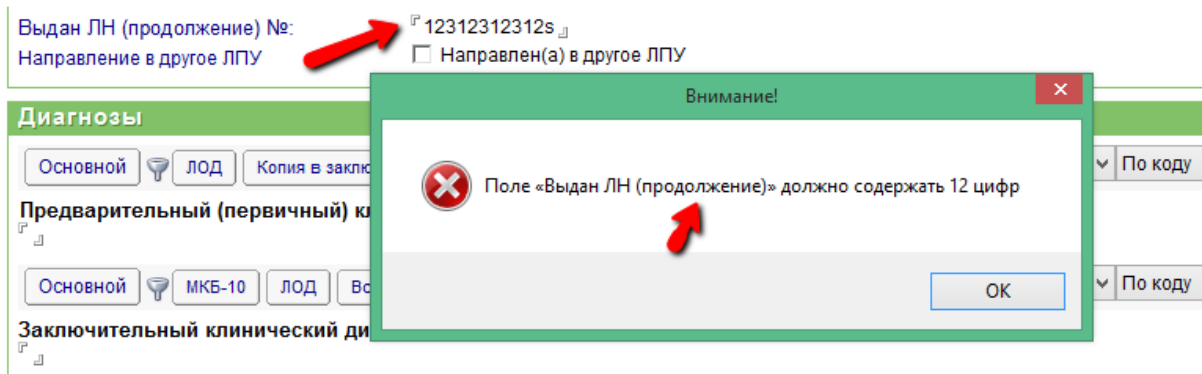 Выдан ЛН (продолжение) №: 12312312312s
Направление в другое ЛПУ Направлен(а) в другое ЛПУ
Внимание!
Диагнозы
Основной ЛОД Копия в заклю По коду
Поле «Выдан ЛН (продолжение)» должно содержать 12 цифр
Предварительный (первичный) кл
Основной МКБ-10 ЛОД Вс По коду
OK
Заключительный клинический ди